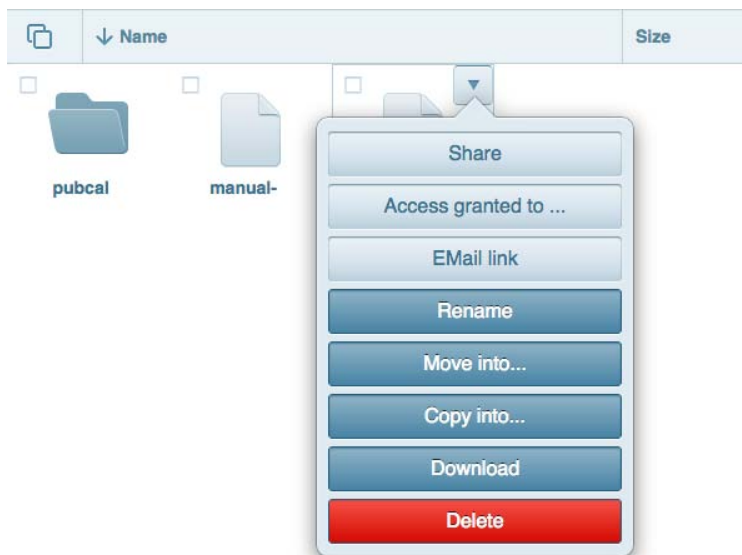 Name
Size
pubcal
manual-
Share
Access granted to ...
EMail link
Rename
Move into...
Copy into...
Download
Delete